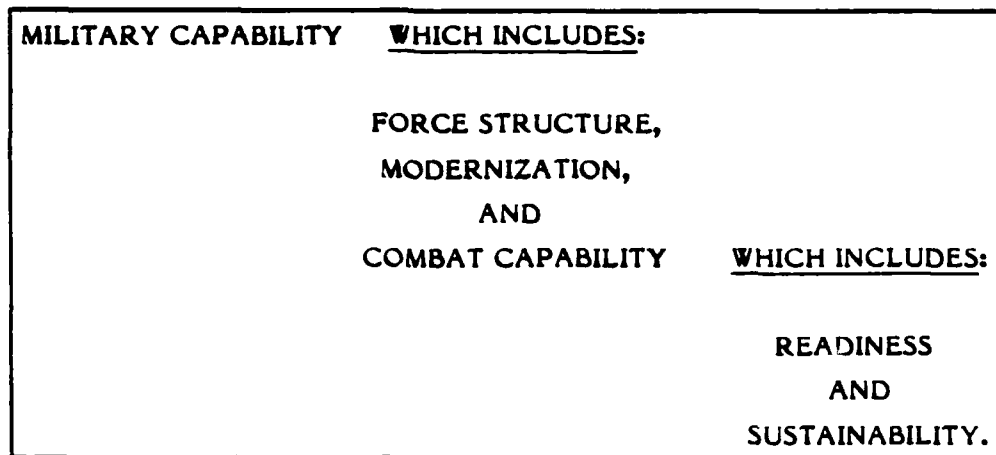 MILITARY CAPABILITY WHICH INCLUDES:
FORCE STRUCTURE,
MODERNIZATION,
AND
COMBAT CAPABILITY WHICH INCLUDES:
READINESS
AND
SUSTAINABILITY.